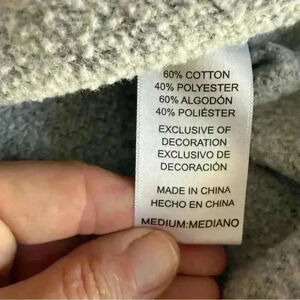 60% COTTON
40% POLYESTER
60% ALGODÓN
40% POLIÉSTER
EXCLUSIVE OF
DECORATION
EXCLUSIVO DE
DECORACIÓN
MADE IN CHINA
HECHO EN CHINA
MEDIUM:MEDIANO